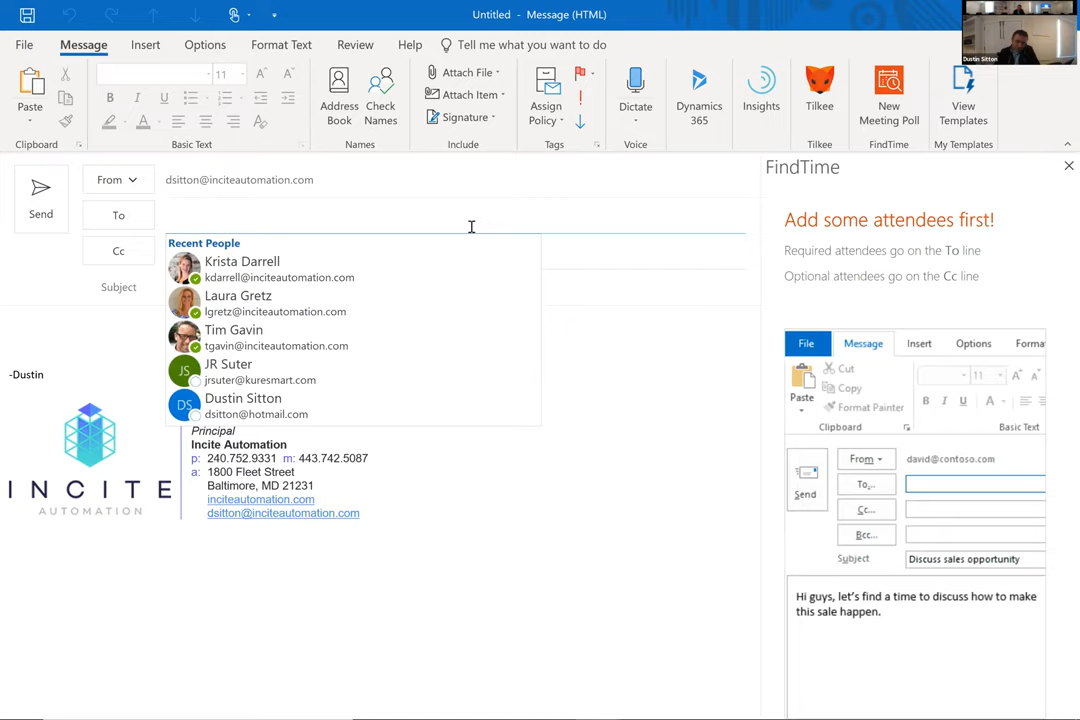 Untitled - Message (HTML)
Dustin Sitton
File Message Insert Options Format Text Review Help Tell me what you want to do
Paste
11
Clipboard
Basic Text
Address Book
Check Names
Names
Attach File
Attach Item
Signature
Include
Assign Policy
Tags
Dictate
Voice
Dynamics 365
Insights
Tilkee
Tilkee
New Meeting Poll
FindTime
View Templates
My Templates
Send
From
dsitton@inciteautomation.com
To
Cc
Subject
Recent People
Krista Darrell
kdarrell@inciteautomation.com
Laura Gretz
lgretz@inciteautomation.com
Tim Gavin
tgavin@inciteautomation.com
JS
JR Suter
jrsuter@kuresmart.com
DS
Dustin Sitton
dsitton@hotmail.com
-Dustin
INCITE
AUTOMATION
Principal
Incite Automation
p: 240.752.9331 m: 443.742.5087
a: 1800 Fleet Street
Baltimore, MD 21231
inciteautomation.com
dsitton@inciteautomation.com
FindTime
Add some attendees first!
Required attendees go on the To line
Optional attendees go on the Cc line
File Message Insert Options Forma
Paste
Cut
Copy
Format Painter
Clipboard
11
B I U
Basic Text
Send
From
david@contoso.com
To...
Cc...
Bcc...
Subject
Discuss sales opportunity
Hi guys, let's find a time to discuss how to make
this sale happen.